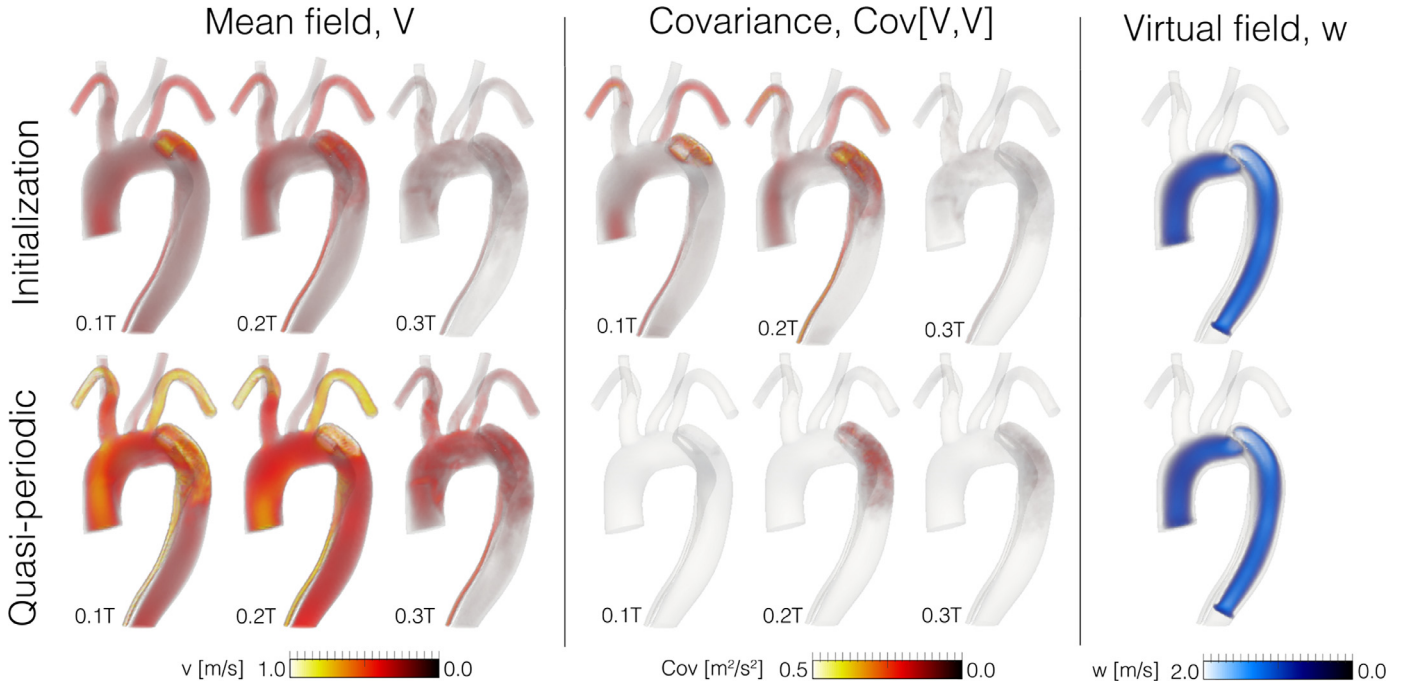 Mean field, V
Covariance, Cov[V,V]
Virtual field, w
Initialization
0.1T
0.2T
0.3T
0.1T
0.2T
0.3T
Quasi-periodic
0.1T
0.2T
0.3T
0.1T
0.2T
0.3T
v [m/s] 1.0 0.0
Cov [m²/s²] 0.5 0.0
w [m/s] 2.0 0.0